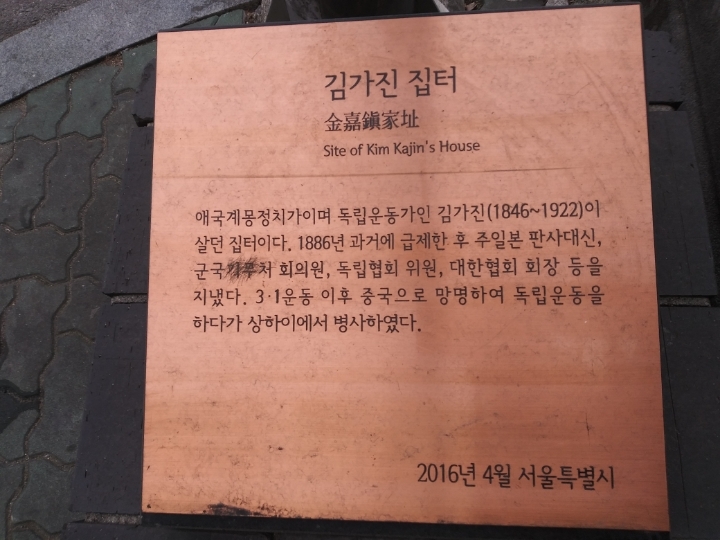 김가진 집터
金嘉鎭家址
Site of Kim Kajin's House
애국계몽정치가이며 독립운동가인 김가진(1846~1922)이
살던 집터이다. 1886년 과거에 급제한 후 주일본 판사대신,
회의원, 독립협회 위원, 대한협회 회장 등을
지냈다. 3·1운동 이후 중국으로 망명하여 독립운동을
하다가 상하이에서 병사하였다.
2016년 4월 서울특별시